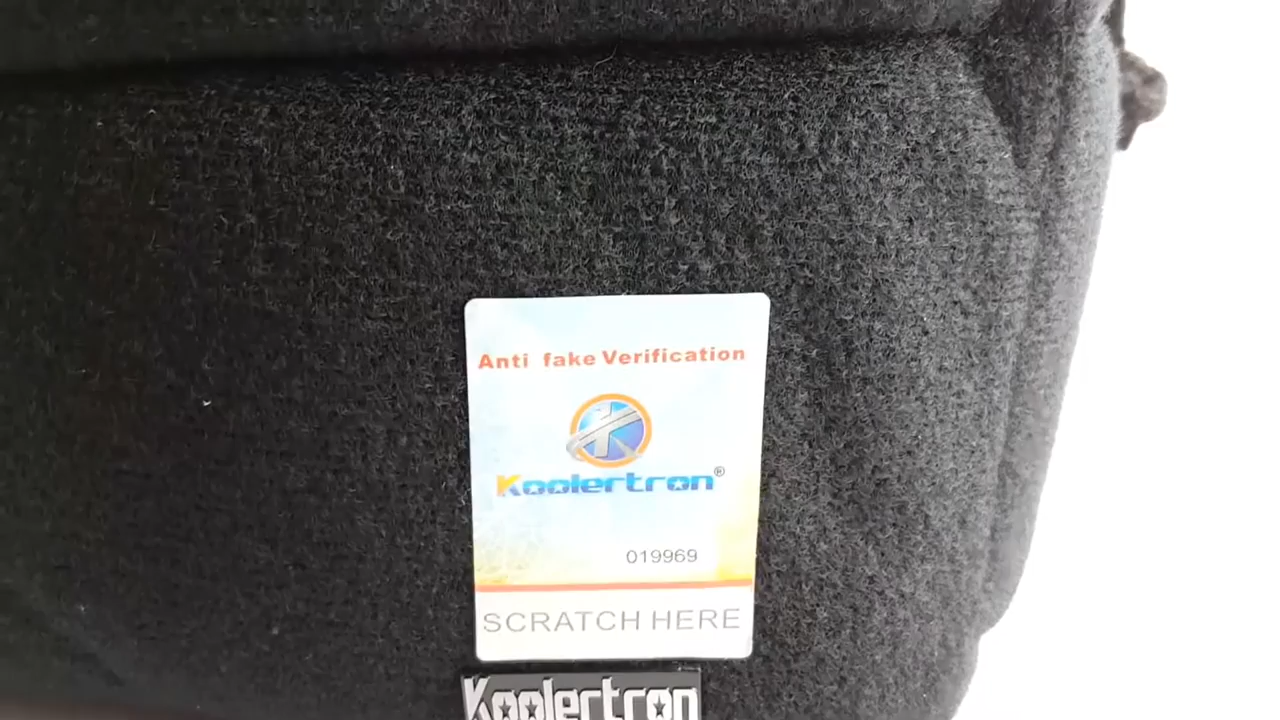 Anti fake Verification
Koolertron®
019969
SCRATCH HERE
Koolertron